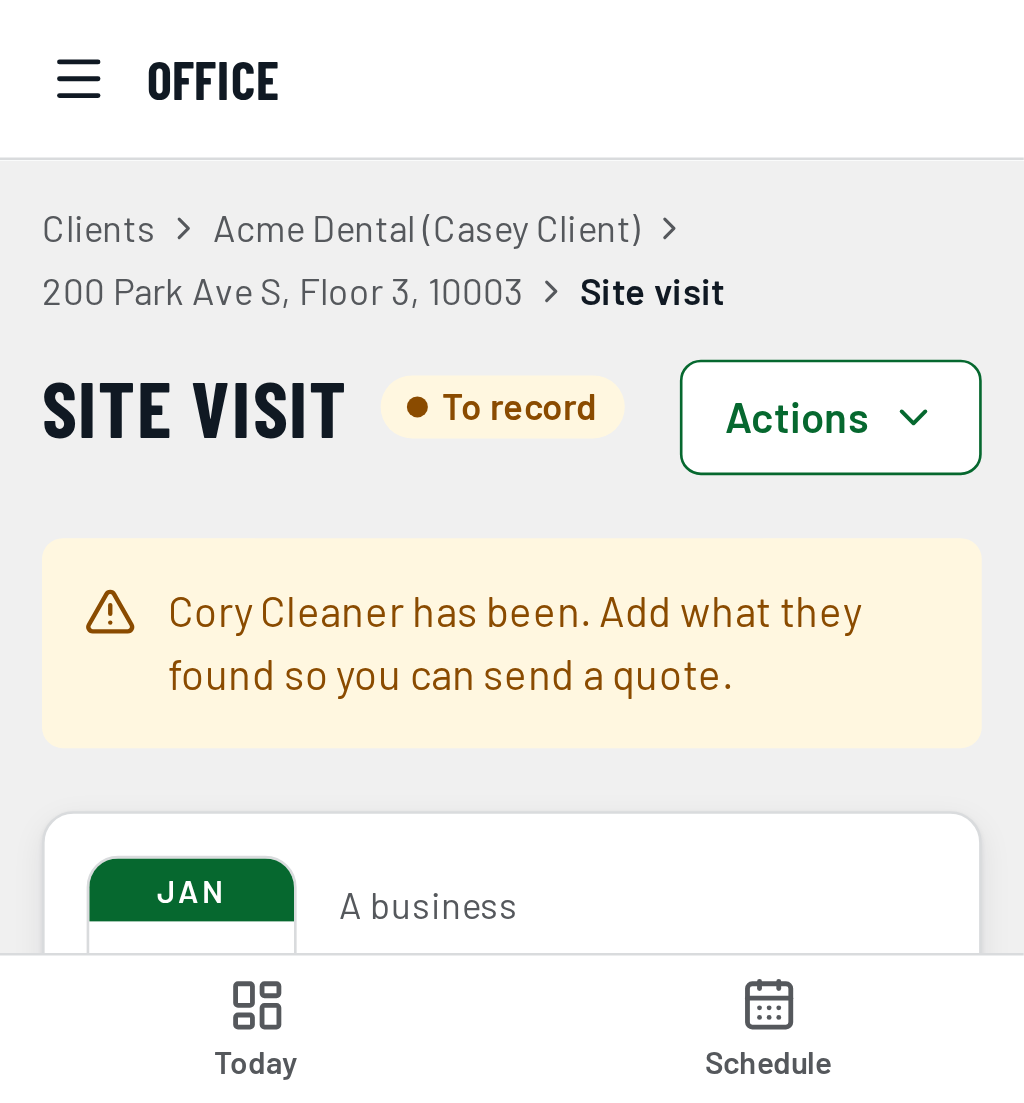 OFFICE
Clients > Acme Dental (Casey Client) >
200 Park Ave S, Floor 3, 10003 > Site visit
SITE VISIT
To record
Actions
Cory Cleaner has been. Add what they
found so you can send a quote.
JAN
A business
Today
Schedule